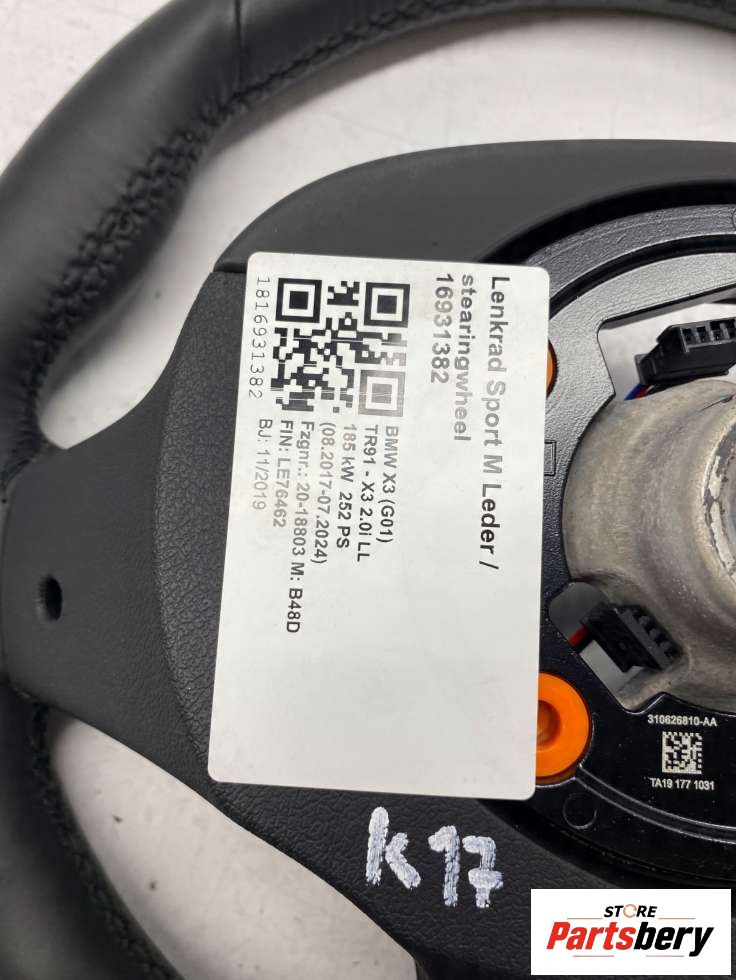 Lenkrad Sport M Leder /
stearingwheel
16931382
BMW X3 (G01)
TR91 - X3 2.0i LL
185 kW 252 PS
(08.2017-07.2024)
Fzgnr.: 20-18803 M: B48D
FIN: LE76462
BJ: 11/2019
1816931382
310626810-AA
TA19 177 1031
K17
STORE
Partsbery